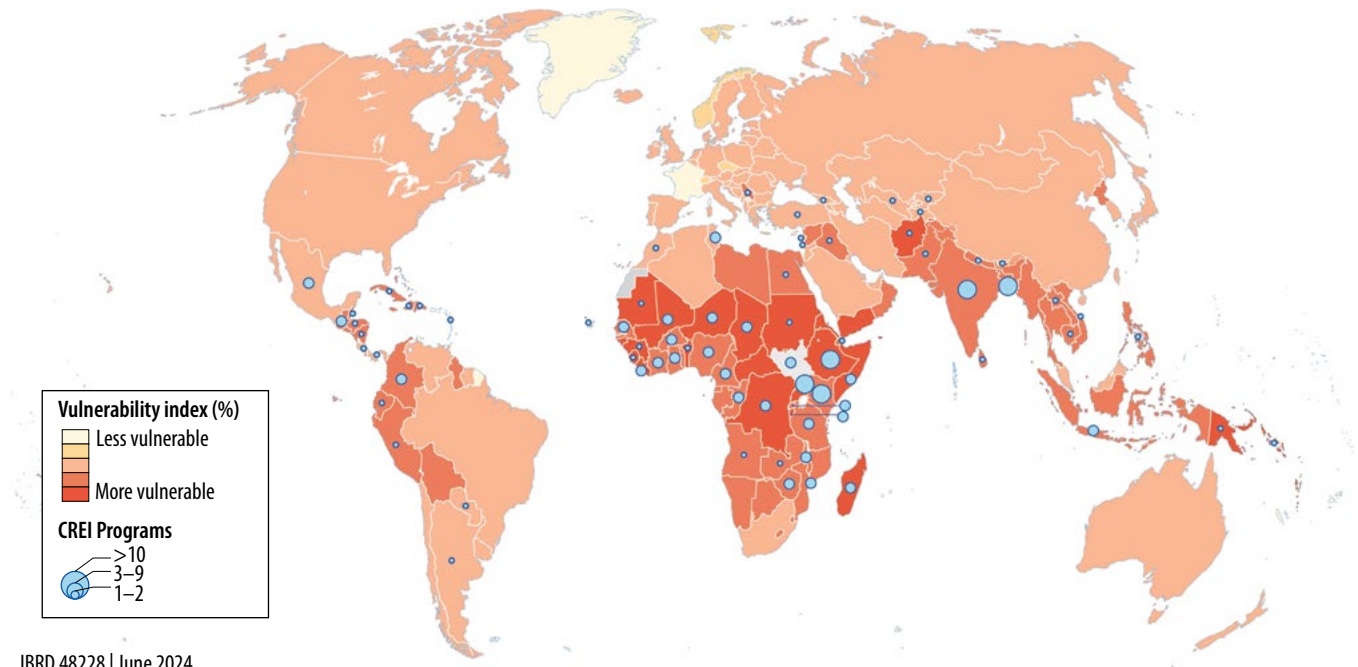 Vulnerability index (%)
Less vulnerable
More vulnerable
CREI Programs
>10
3–9
1–2
IBRD 48228 | June 2024